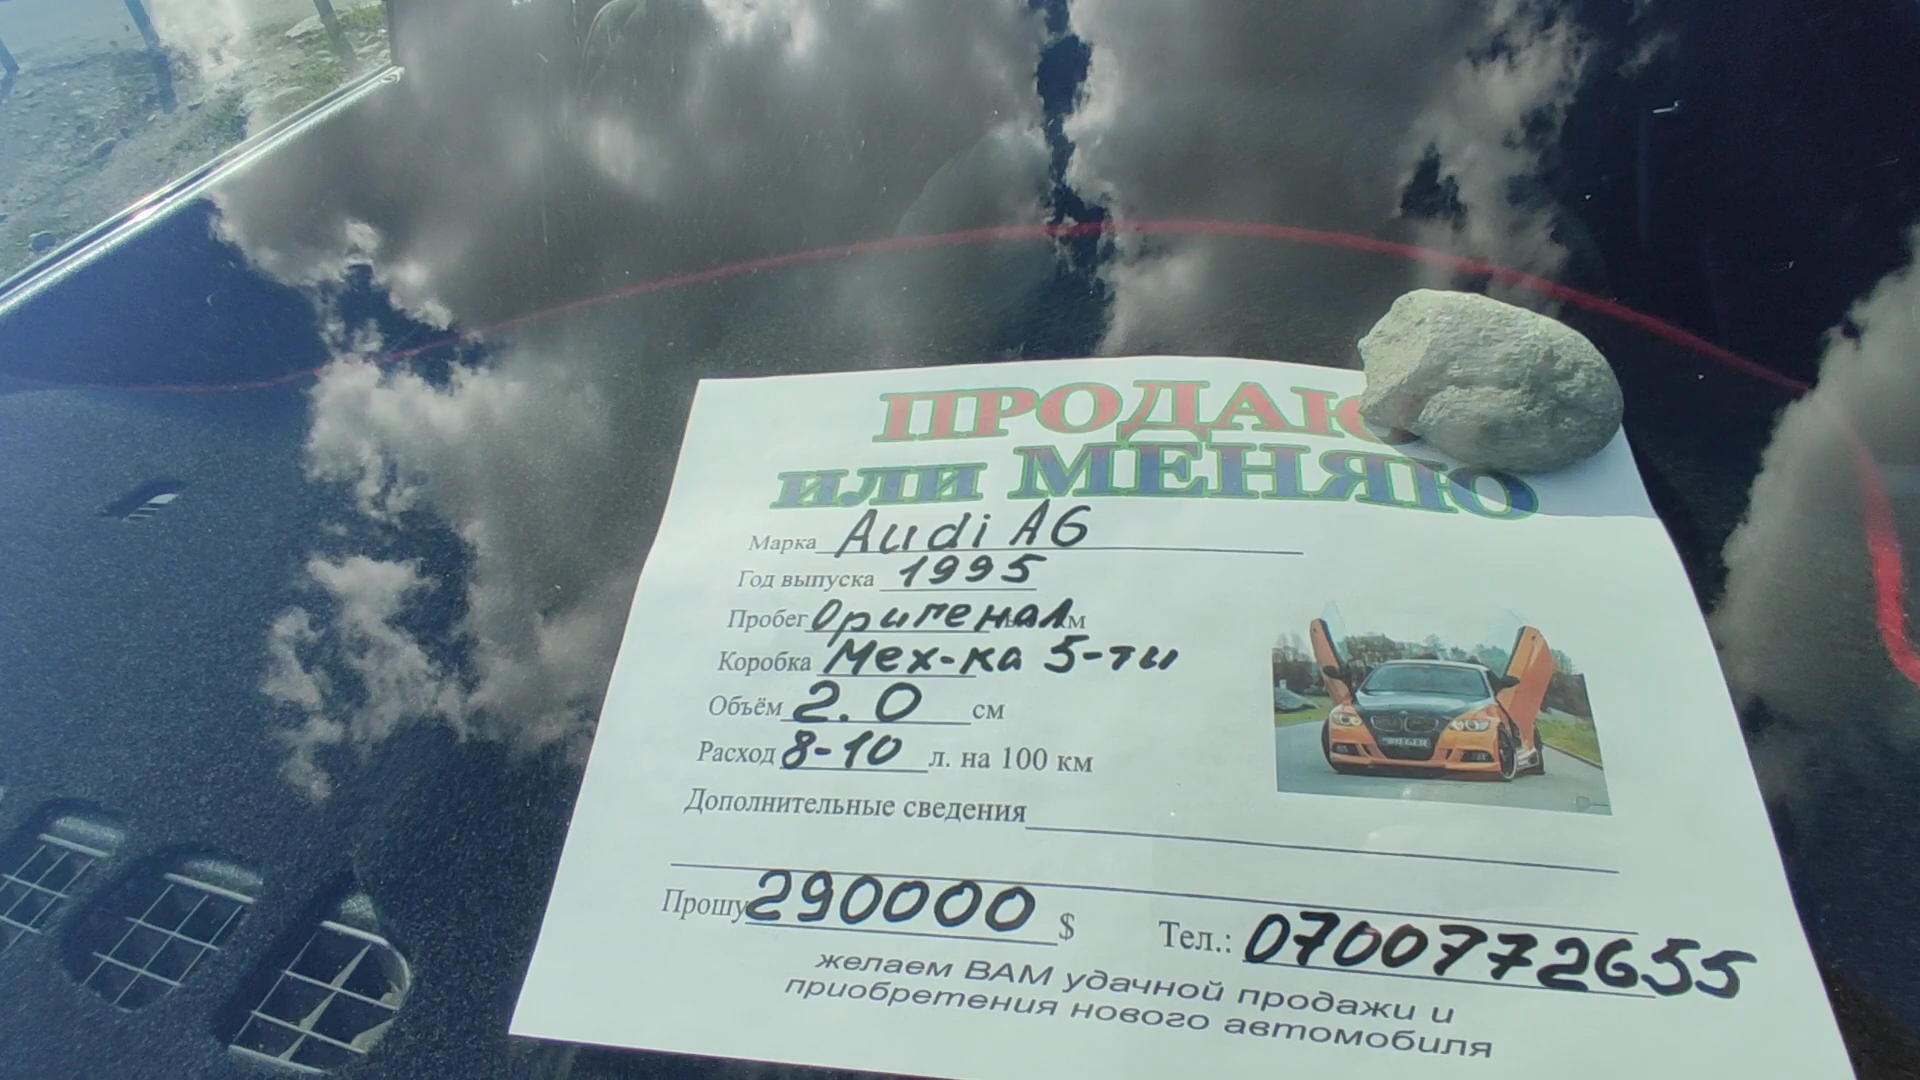 ПРОДАЮ
или МЕНЯЮ
Марка Audi A6
Год выпуска 1995
Пробег Оригенал км
Коробка Мех-ка 5-ти
Объём 2.0 см
Расход 8-10 л. на 100 км
Дополнительные сведения
Прошу 290000 $ Тел.: 0700772655
желаем ВАМ удачной продажи и
приобретения нового автомобиля